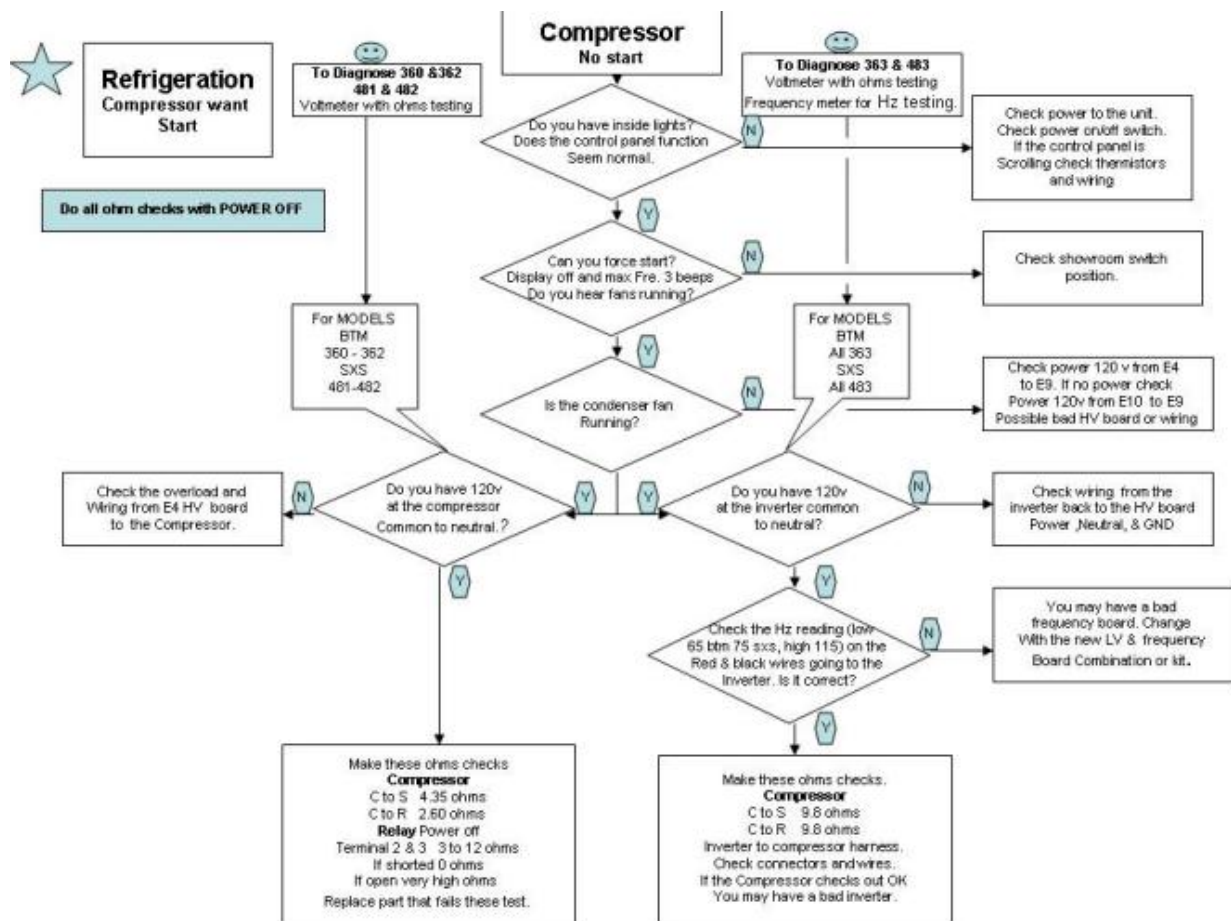 Compressor
No start
Refrigeration
Compressor want
Start
To Diagnose 360 &362
481 & 482
Voltmeter with ohms testing
To Diagnose 363 & 483
Voltmeter with ohms testing
Frequency meter for Hz testing.
Do all ohm checks with POWER OFF
Do you have inside lights?
Does the control panel function
Seem normal.
N
Check power to the unit.
Check power on/off switch.
If the control panel is
Scrolling check thermistors
and wiring
Y
Can you force start?
Display off and max Fre. 3 beeps
Do you hear fans running?
N
Check showroom switch
position.
For MODELS
BTM
360 - 362
SXS
481-482
Y
For MODELS
BTM
All 363
SXS
All 483
Is the condenser fan
Running?
N
Check power 120 v from E4
to E9. If no power check
Power 120v from E10 to E9
Possible bad HV board or wiring
Check the overload and
Wiring from E4 HV board
to the Compressor.
N
Do you have 120v
at the compressor
Common to neutral.?
Y
Y
Do you have 120v
at the inverter common
to neutral?
N
Check wiring from the
inverter back to the HV board
Power ,Neutral, & GND
Y
Y
Check the Hz reading (low
65 btm 75 sxs, high 115) on the
Red & black wires going to the
Inverter. Is it correct?
N
You may have a bad
frequency board. Change
With the new LV & frequency
Board Combination or kit.
Y
Make these ohms checks
Compressor
C to S 4.35 ohms
C to R 2.60 ohms
Relay Power off
Terminal 2 & 3 3 to 12 ohms
If shorted 0 ohms
If open very high ohms
Replace part that fails these test.
Make these ohms checks.
Compressor
C to S 9.8 ohms
C to R 9.8 ohms
Inverter to compressor harness.
Check connectors and wires.
If the Compressor checks out OK
You may have a bad inverter.